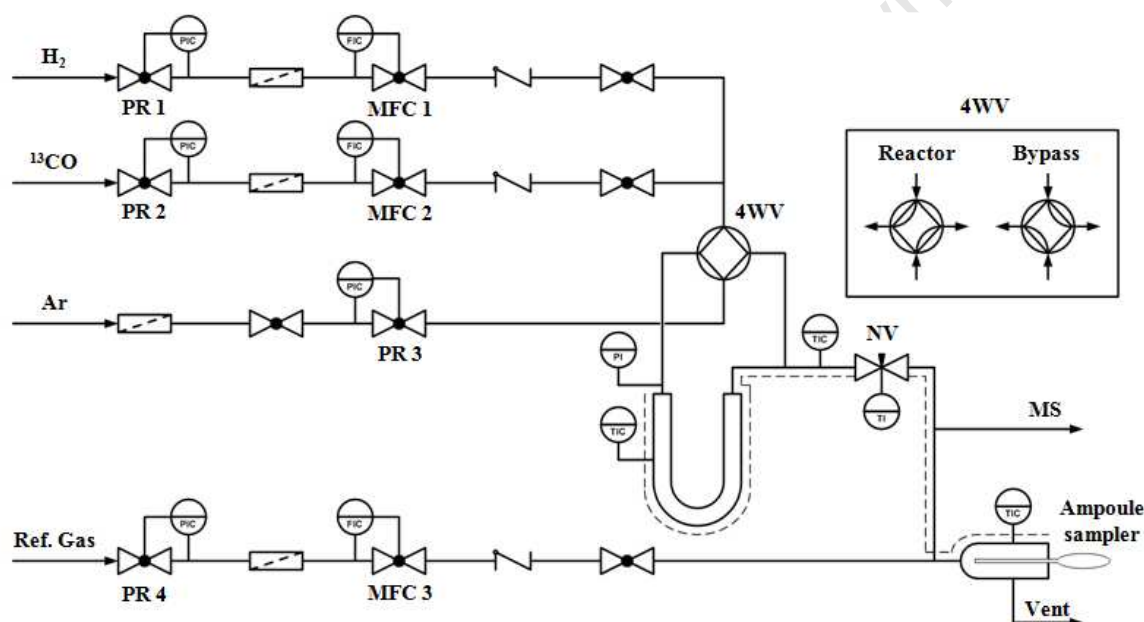 H₂
PIC
FIC
PR 1
MFC 1
¹³CO
PIC
FIC
PR 2
MFC 2
4WV
Reactor
Bypass
4WV
Ar
PIC
PR 3
PI
TIC
TIC
NV
TI
MS
Ref. Gas
PIC
FIC
PR 4
MFC 3
TIC
Ampoule
sampler
Vent